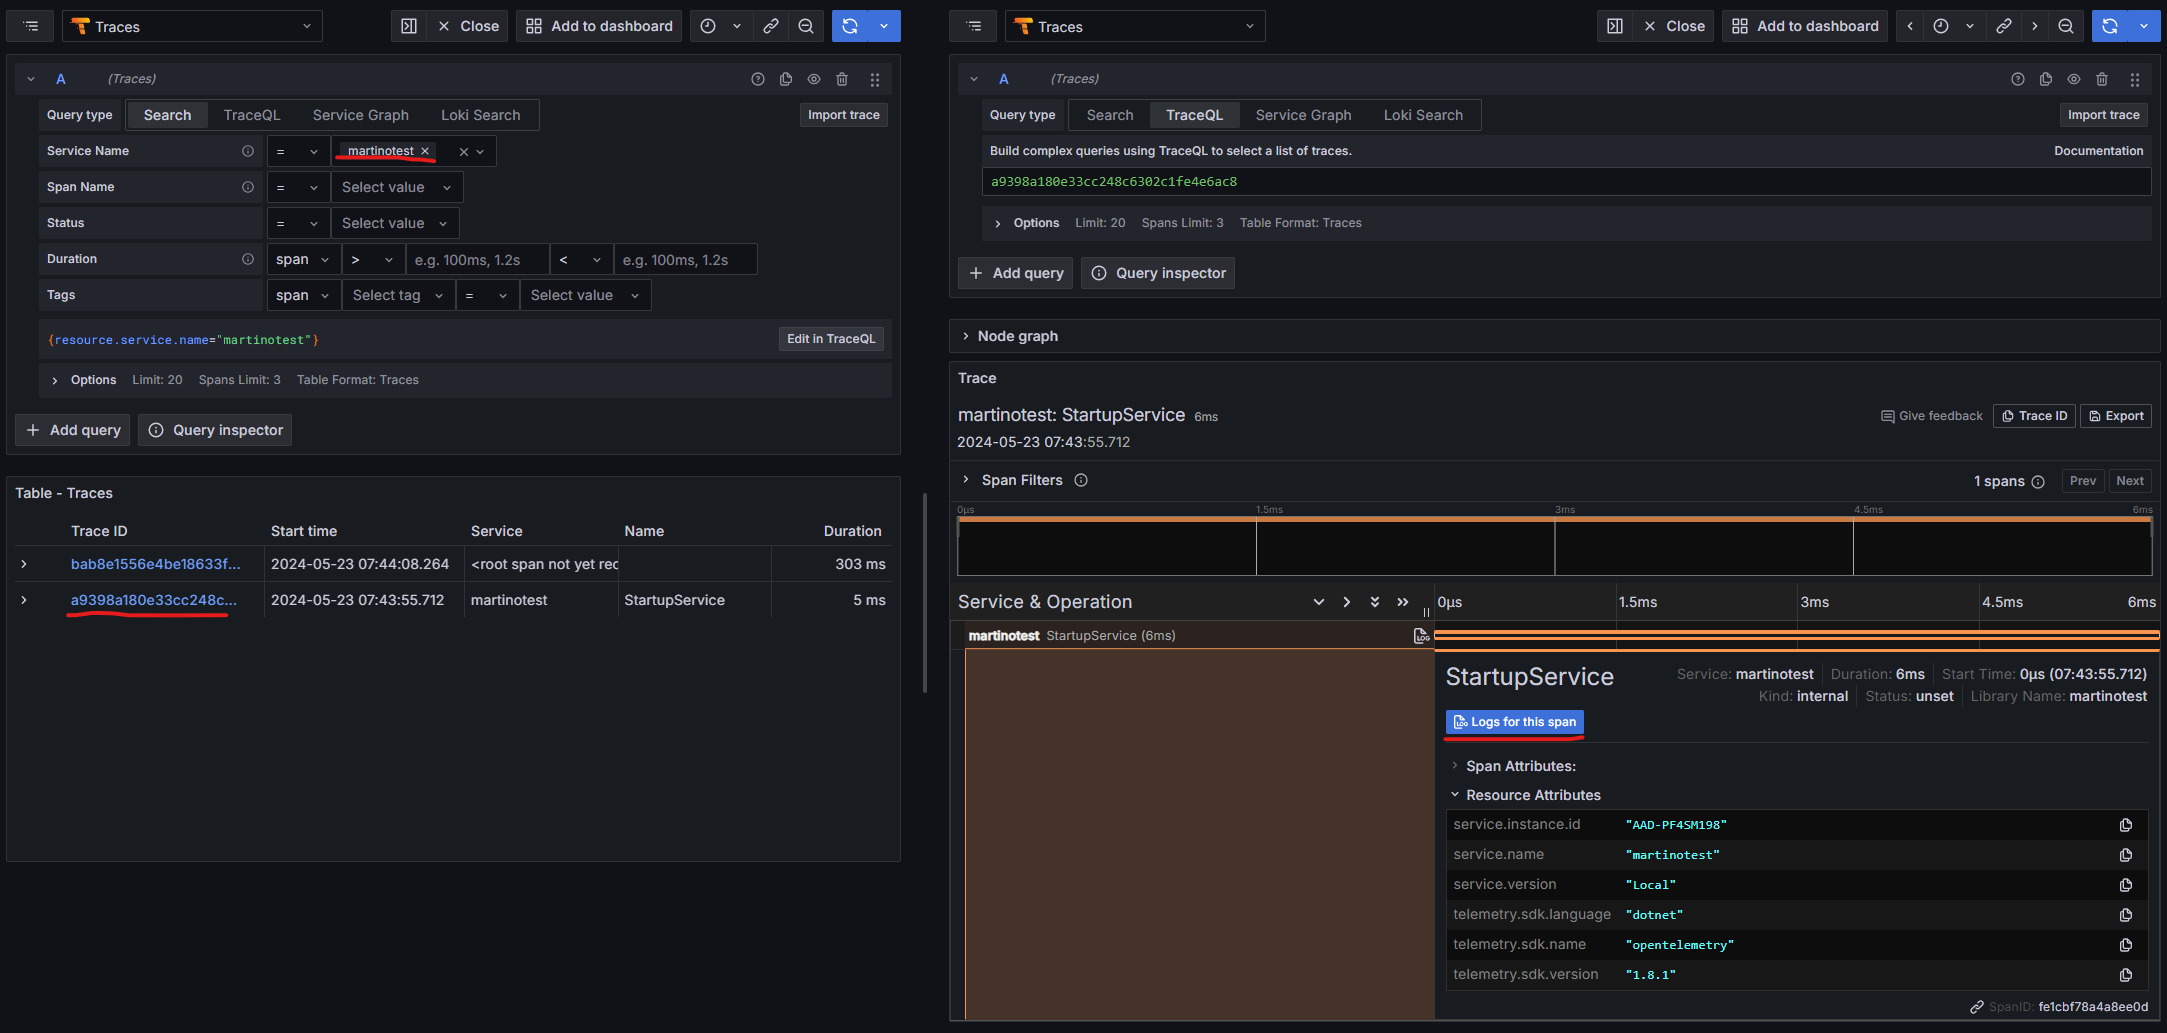 Traces
Close
Add to dashboard
A (Traces)
Query type Search TraceQL Service Graph Loki Search Import trace
Service Name = martinotest
Span Name = Select value
Status = Select value
Duration span > e.g. 100ms, 1.2s < e.g. 100ms, 1.2s
Tags span Select tag = Select value
{resource.service.name="martinotest"} Edit in TraceQL
Options Limit: 20 Spans Limit: 3 Table Format: Traces
Add query Query inspector
Table - Traces
Trace ID Start time Service Name Duration
bab8e1556e4be18633f... 2024-05-23 07:44:08.264 <root span not yet rec 303 ms
a9398a180e33cc248c... 2024-05-23 07:43:55.712 martinotest StartupService 5 ms
Traces
Close
Add to dashboard
A (Traces)
Query type Search TraceQL Service Graph Loki Search Import trace
Build complex queries using TraceQL to select a list of traces. Documentation
a9398a180e33cc248c6302c1fe4e6ac8
Options Limit: 20 Spans Limit: 3 Table Format: Traces
Add query Query inspector
Node graph
Trace
martinotest: StartupService 6ms Give feedback Trace ID Export
2024-05-23 07:43:55.712
Span Filters 1 spans Prev Next
0μs 1.5ms 3ms 4.5ms 6ms
Service & Operation 0μs 1.5ms 3ms 4.5ms 6ms
martinotest StartupService (6ms) LOG
StartupService Service: martinotest Duration: 6ms Start Time: 0μs (07:43:55.712)
Kind: internal Status: unset Library Name: martinotest
LOG Logs for this span
Span Attributes:
Resource Attributes
service.instance.id "AAD-PF4SM198"
service.name "martinotest"
service.version "Local"
telemetry.sdk.language "dotnet"
telemetry.sdk.name "opentelemetry"
telemetry.sdk.version "1.8.1"
SpanID: fe1cbf78a4a8ee0d